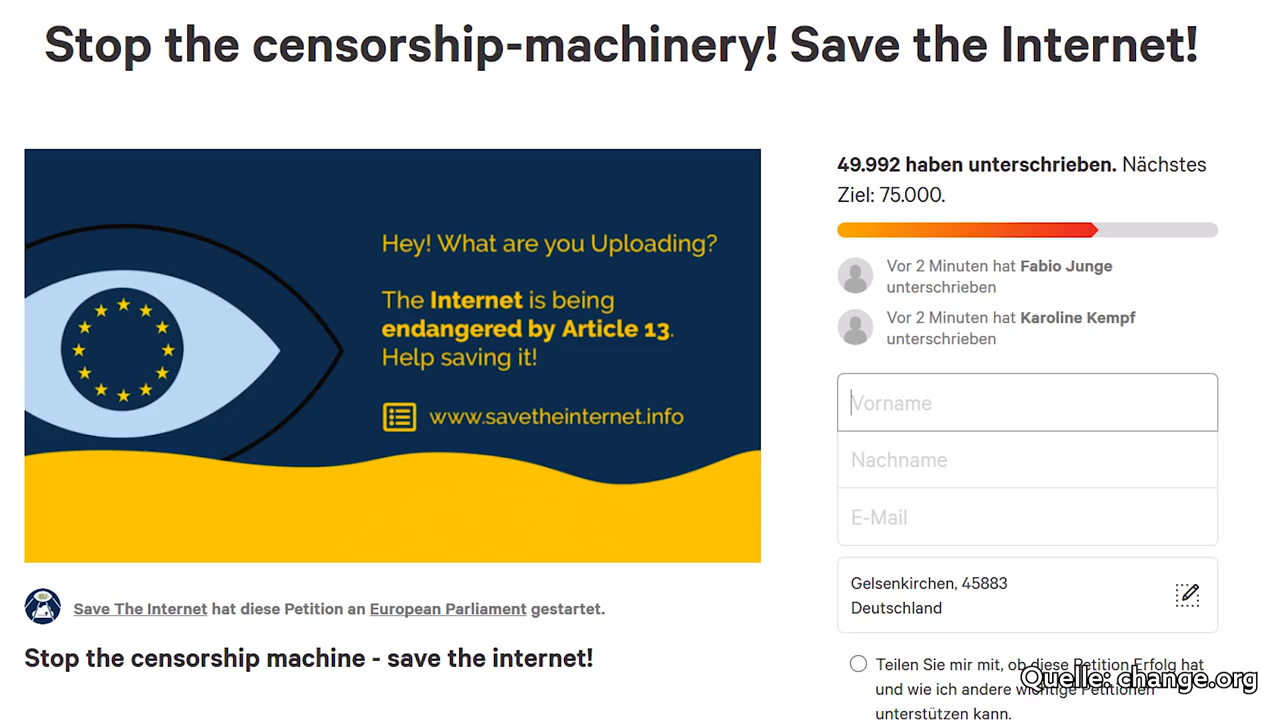 Stop the censorship-machinery! Save the Internet!
Hey! What are you Uploading?
The Internet is being
endangered by Article 13.
Help saving it!
www.savetheinternet.info
Save The Internet hat diese Petition an European Parliament gestartet.
Stop the censorship machine - save the internet!
49.992 haben unterschrieben. Nächstes
Ziel: 75.000.
Vor 2 Minuten hat Fabio Junge
unterschrieben
Vor 2 Minuten hat Karoline Kempf
unterschrieben
Vorname
Nachname
E-Mail
Gelsenkirchen, 45883
Deutschland
Teilen Sie mir mit, ob diese Petition Erfolg hat
und wie ich andere wichtige Petitionen
unterstützen kann.
Quelle: change.org